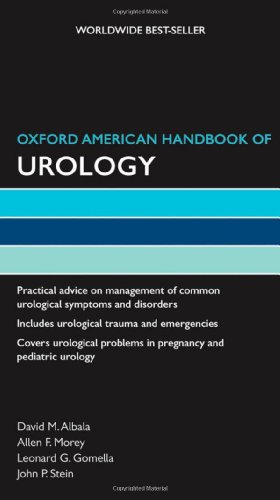 WORLDWIDE BEST-SELLER
OXFORD AMERICAN HANDBOOK OF
UROLOGY
Practical advice on management of common
urological symptoms and disorders
Includes urological trauma and emergencies
Covers urological problems in pregnancy and
pediatric urology
David M. Albala
Allen F. Morey
Leonard G. Gomella
John P. Stein
Copyrighted Material